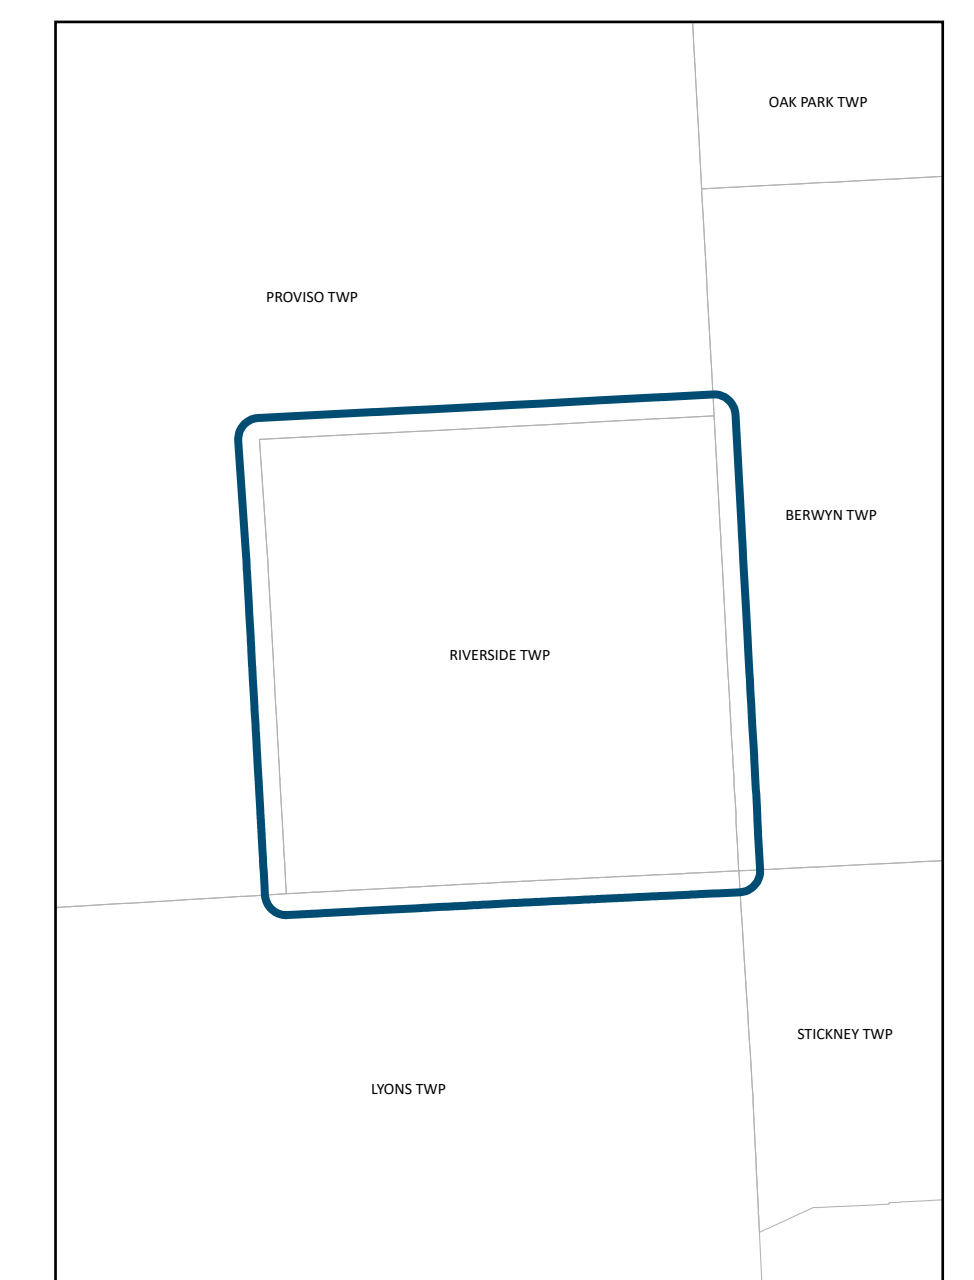 OAK PARK TWP
PROVISO TWP
BERWYN TWP
RIVERSIDE TWP
STICKNEY TWP
LYONS TWP